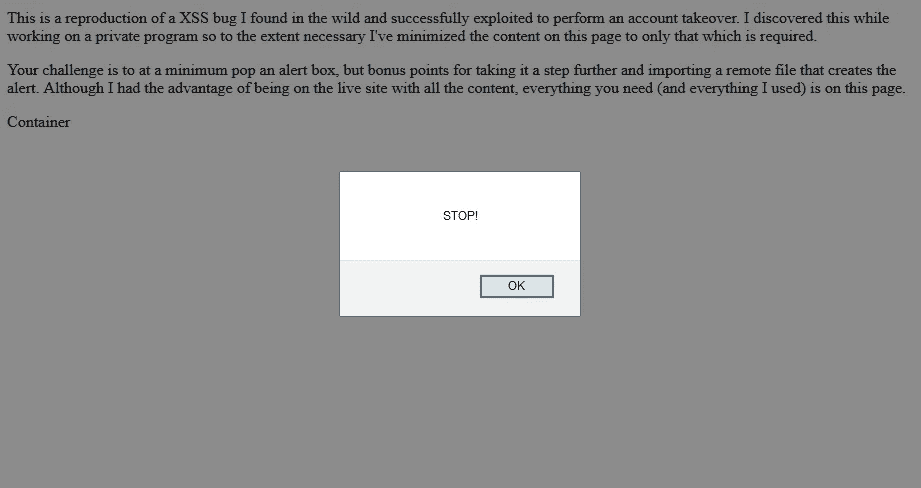 This is a reproduction of a XSS bug I found in the wild and successfully exploited to perform an account takeover. I discovered this while
working on a private program so to the extent necessary I've minimized the content on this page to only that which is required.
Your challenge is to at a minimum pop an alert box, but bonus points for taking it a step further and importing a remote file that creates the
alert. Although I had the advantage of being on the live site with all the content, everything you need (and everything I used) is on this page.
Container
STOP!
OK